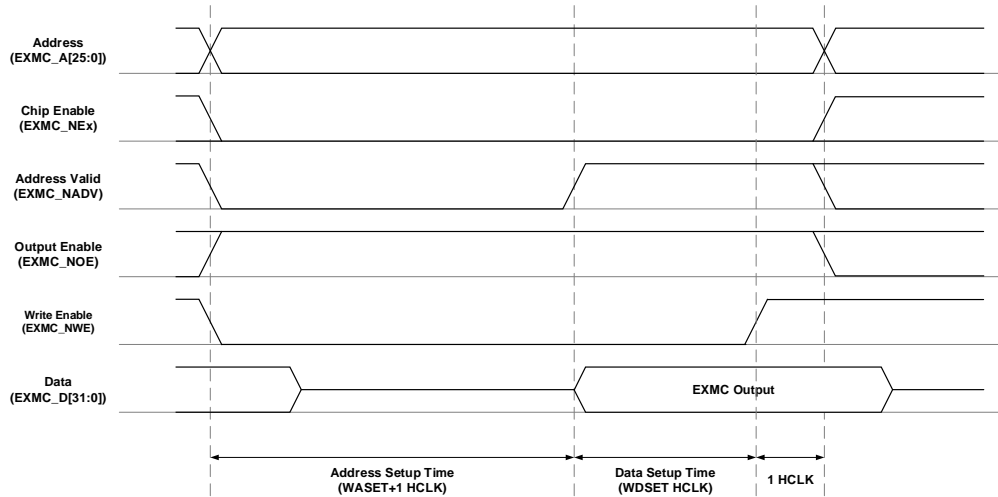 Address
(EXMC_A[25:0])
Chip Enable
(EXMC_NEx)
Address Valid
(EXMC_NADV)
Output Enable
(EXMC_NOE)
Write Enable
(EXMC_NWE)
Data
(EXMC_D[31:0])
EXMC Output
Address Setup Time
(WASET+1 HCLK)
Data Setup Time
(WDSET HCLK)
1 HCLK